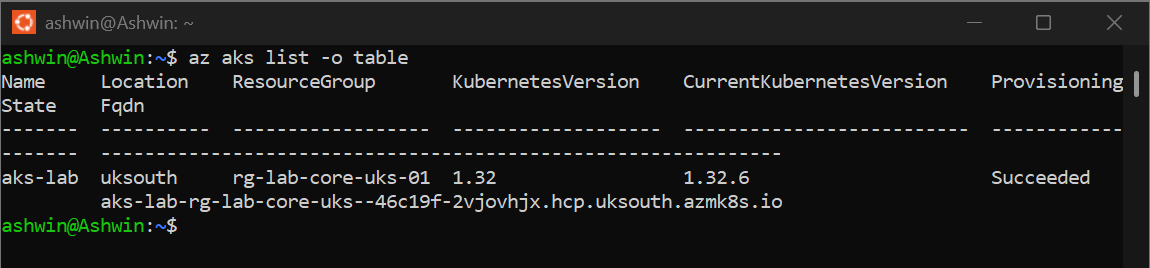 ashwin@Ashwin: ~
ashwin@Ashwin:~$ az aks list -o table
Name     Location    ResourceGroup      KubernetesVersion    CurrentKubernetesVersion    Provisioning
State    Fqdn
-------  ----------  -----------------  -------------------  --------------------------  ------------
-------  -------------------------------------------------------------
aks-lab  uksouth     rg-lab-core-uks-01  1.32                 1.32.6                      Succeeded
         aks-lab-rg-lab-core-uks--46c19f-2vjovhjx.hcp.uksouth.azmk8s.io
ashwin@Ashwin:~$